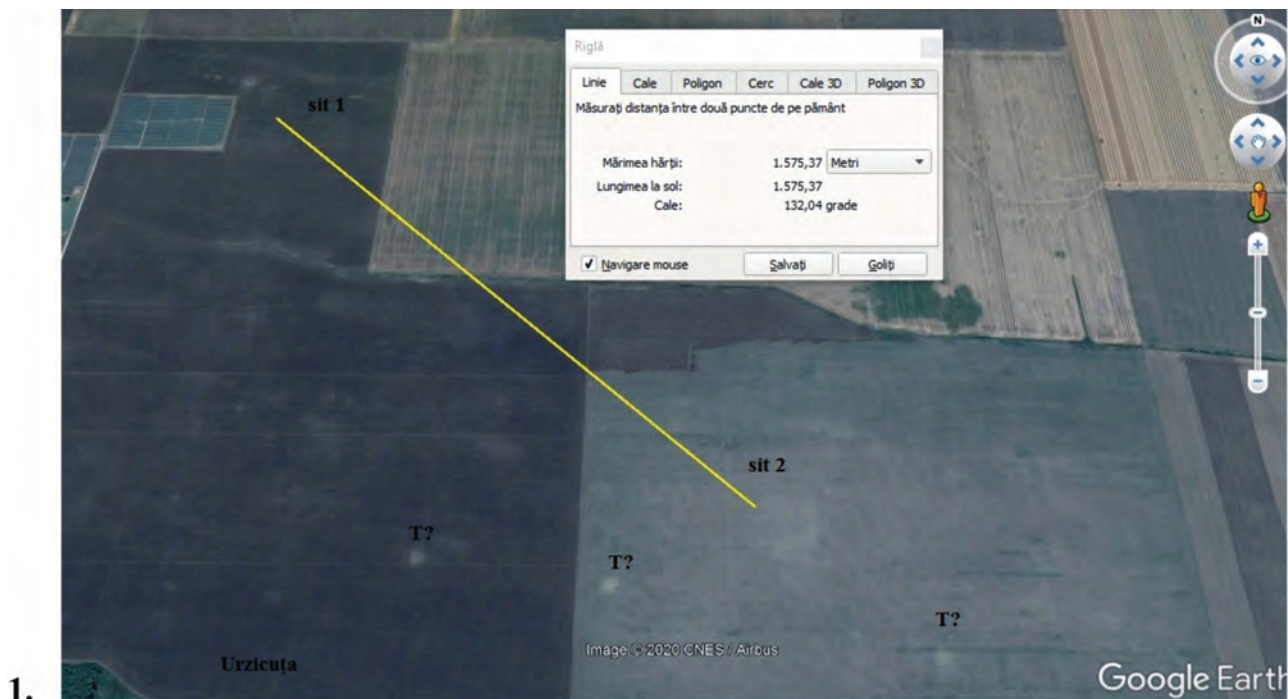 Riglă
Linie Cale Poligon Cerc Cale 3D Poligon 3D
Măsurați distanța între două puncte de pe pământ
Mărimea hărții: 1.575,37 Metri
Lungimea la sol: 1.575,37
Cale: 132,04 grade
Navigare mouse Salvați Goliți
N
sit 1
sit 2
T?
T?
T?
Urzicuța
Image © 2020 CNES / Airbus
Google Earth
1.